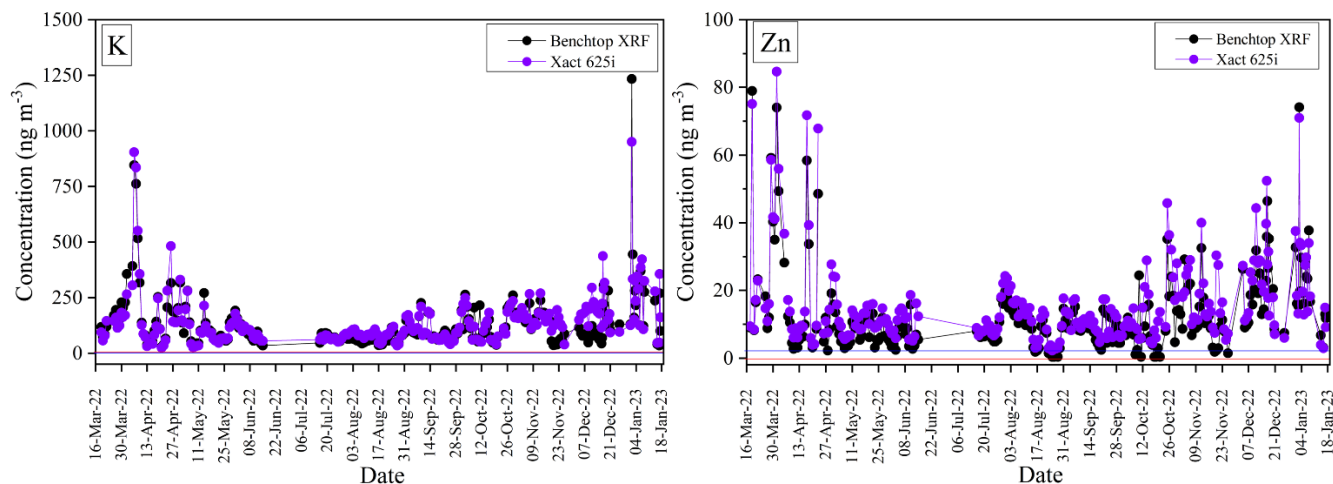 K
Benchtop XRF
Xact 625i
Concentration (ng m⁻³)
1500
1250
1000
750
500
250
0
16-Mar-22
30-Mar-22
13-Apr-22
27-Apr-22
11-May-22
25-May-22
08-Jun-22
22-Jun-22
06-Jul-22
20-Jul-22
03-Aug-22
17-Aug-22
31-Aug-22
14-Sep-22
28-Sep-22
12-Oct-22
26-Oct-22
09-Nov-22
23-Nov-22
07-Dec-22
21-Dec-22
04-Jan-23
18-Jan-23
Date
Zn
Benchtop XRF
Xact 625i
Concentration (ng m⁻³)
100
80
60
40
20
0
16-Mar-22
30-Mar-22
13-Apr-22
27-Apr-22
11-May-22
25-May-22
08-Jun-22
22-Jun-22
06-Jul-22
20-Jul-22
03-Aug-22
17-Aug-22
31-Aug-22
14-Sep-22
28-Sep-22
12-Oct-22
26-Oct-22
09-Nov-22
23-Nov-22
07-Dec-22
21-Dec-22
04-Jan-23
18-Jan-23
Date